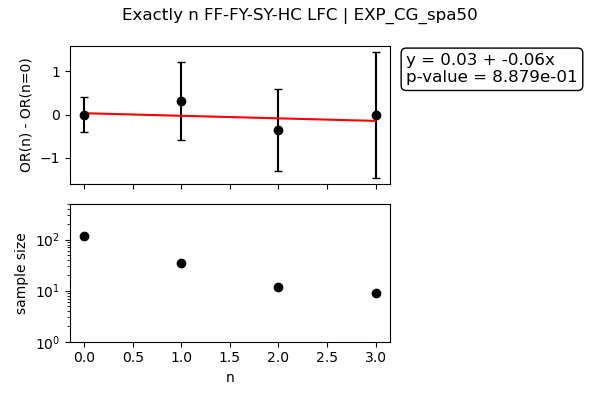 Exactly n FF-FY-SY-HC LFC | EXP_CG_spa50
OR(n) - OR(n=0)
1
0
−1
y = 0.03 + -0.06x
p-value = 8.879e-01
sample size
10²
10¹
10⁰
0.0 0.5 1.0 1.5 2.0 2.5 3.0
n